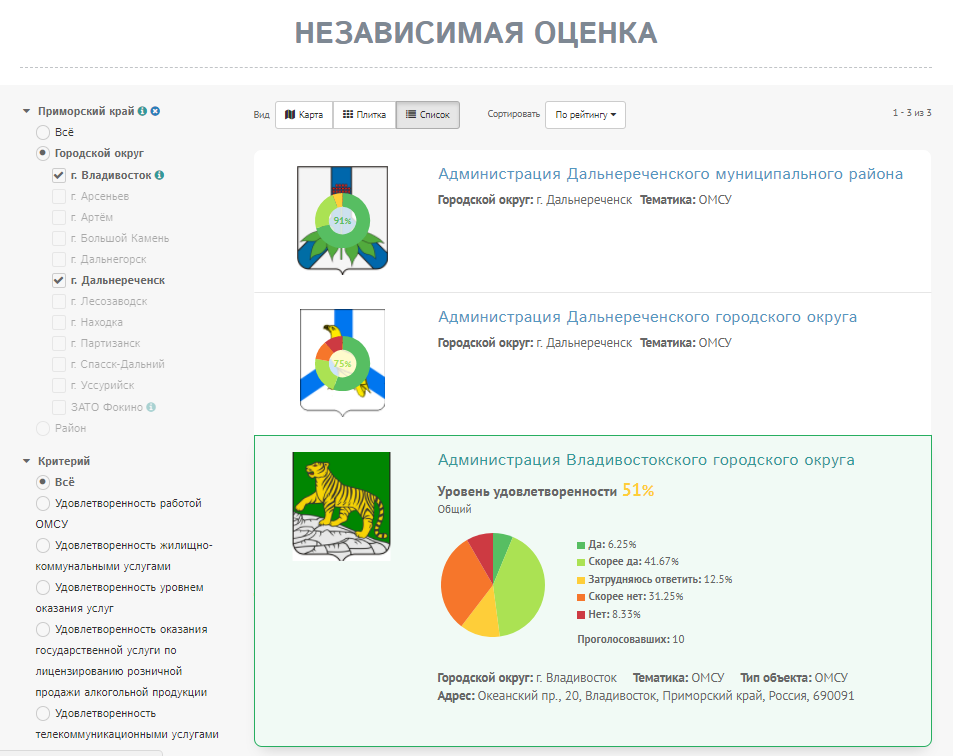 НЕЗАВИСИМАЯ ОЦЕНКА
Приморский край
Всё
Городской округ
г. Владивосток
г. Арсеньев
г. Артём
г. Большой Камень
г. Дальнегорск
г. Дальнереченск
г. Лесозаводск
г. Находка
г. Партизанск
г. Спасск-Дальний
г. Уссурийск
ЗАТО Фокино
Район
Критерий
Всё
Удовлетворенность работой
ОМСУ
Удовлетворенность жилищно-
коммунальными услугами
Удовлетворенность уровнем
оказания услуг
Удовлетворенность оказания
государственной услуги по
лицензированию розничной
продажи алкогольной продукции
Удовлетворенность
телекоммуникационными услугами
Вид Карта Плитка Список Сортировать По рейтингу 1 - 3 из 3
91%
Администрация Дальнереченского муниципального района
Городской округ: г. Дальнереченск Тематика: ОМСУ
75%
Администрация Дальнереченского городского округа
Городской округ: г. Дальнереченск Тематика: ОМСУ
Администрация Владивостокского городского округа
Уровень удовлетворенности 51%
Общий
Да: 6.25%
Скорее да: 41.67%
Затрудняюсь ответить: 12.5%
Скорее нет: 31.25%
Нет: 8.33%
Проголосовавших: 10
Городской округ: г. Владивосток Тематика: ОМСУ Тип объекта: ОМСУ
Адрес: Океанский пр., 20, Владивосток, Приморский край, Россия, 690091